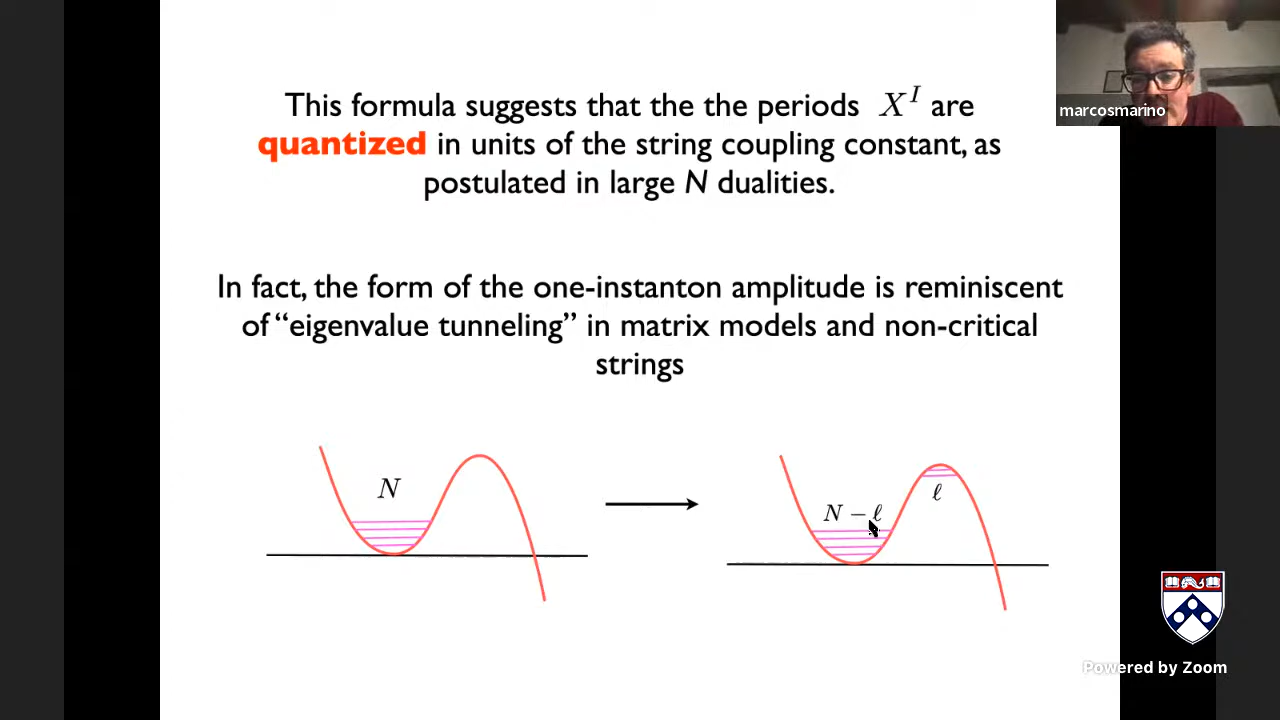 marcosmarino
This formula suggests that the the periods X^I are
quantized in units of the string coupling constant, as
postulated in large N dualities.
In fact, the form of the one-instanton amplitude is reminiscent
of “eigenvalue tunneling” in matrix models and non-critical
strings
N
N − ℓ
ℓ
Powered by Zoom